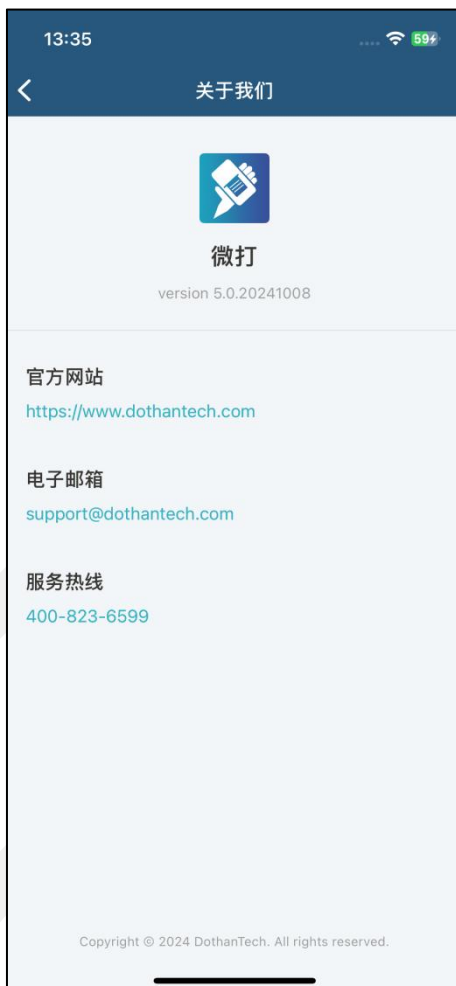 13:35
59
关于我们
微打
version 5.0.20241008
官方网站
https://www.dothantech.com
电子邮箱
support@dothantech.com
服务热线
400-823-6599
Copyright © 2024 DothanTech. All rights reserved.